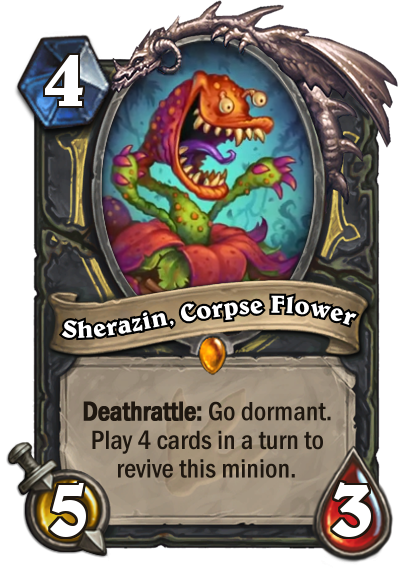 4
Sherazin, Corpse Flower
Deathrattle: Go dormant.
Play 4 cards in a turn to
revive this minion.
5
3